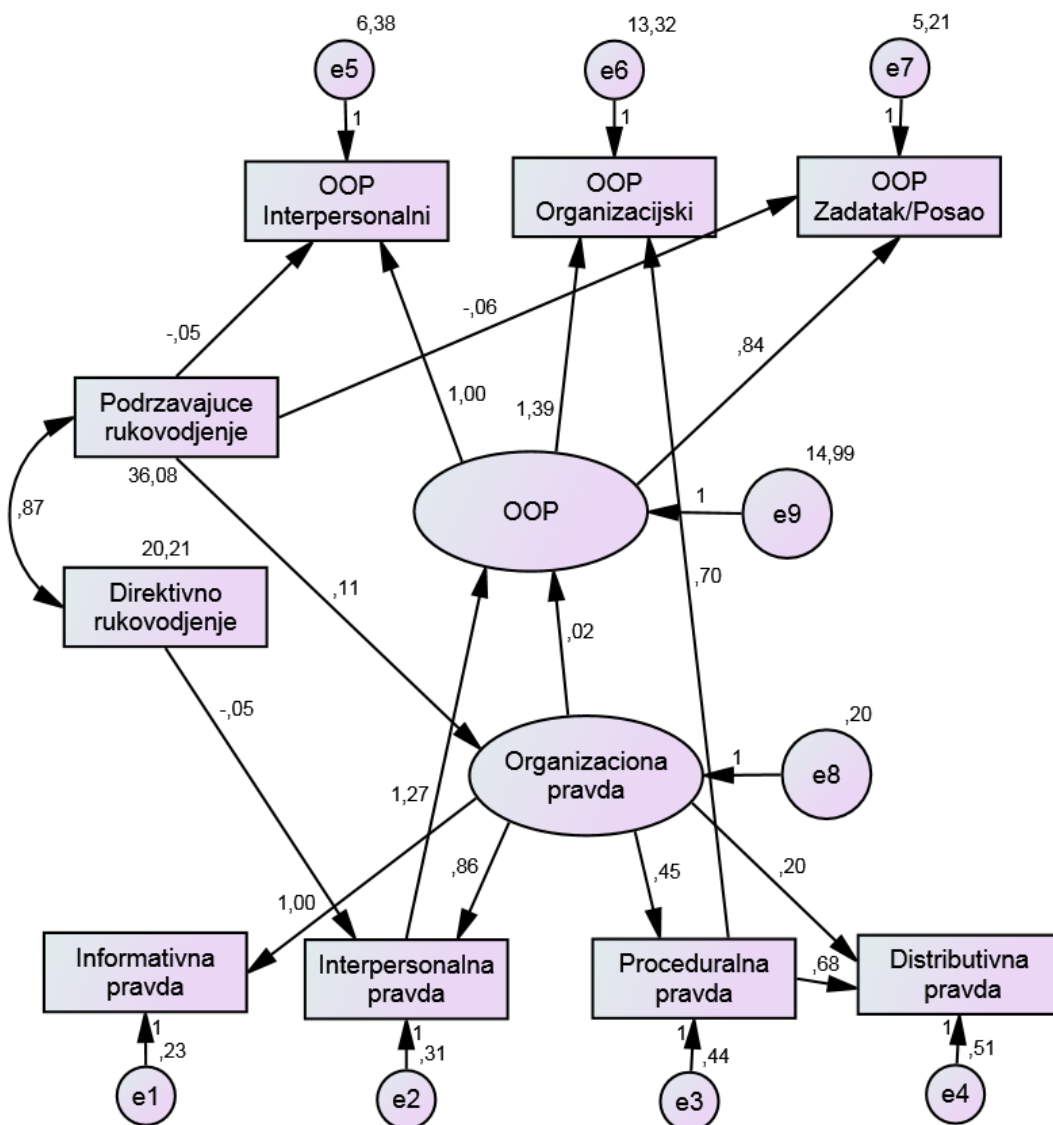 6,38
13,32
5,21
e5
e6
e7
1
1
1
OOP
Interpersonalni
OOP
Organizacijski
OOP
Zadatak/Posao
-,05
-,06
,84
1,00
1,39
Podrzavajuce
rukovodjenje
36,08
14,99
OOP
1
e9
,87
20,21
Direktivno
rukovodjenje
,11
,70
,02
-,05
,20
Organizaciona
pravda
1
e8
1,27
,86
,45
,20
1,00
Informativna
pravda
Interpersonalna
pravda
Proceduralna
pravda
,68
Distributivna
pravda
1
,23
1
,31
1
,44
1
,51
e1
e2
e3
e4